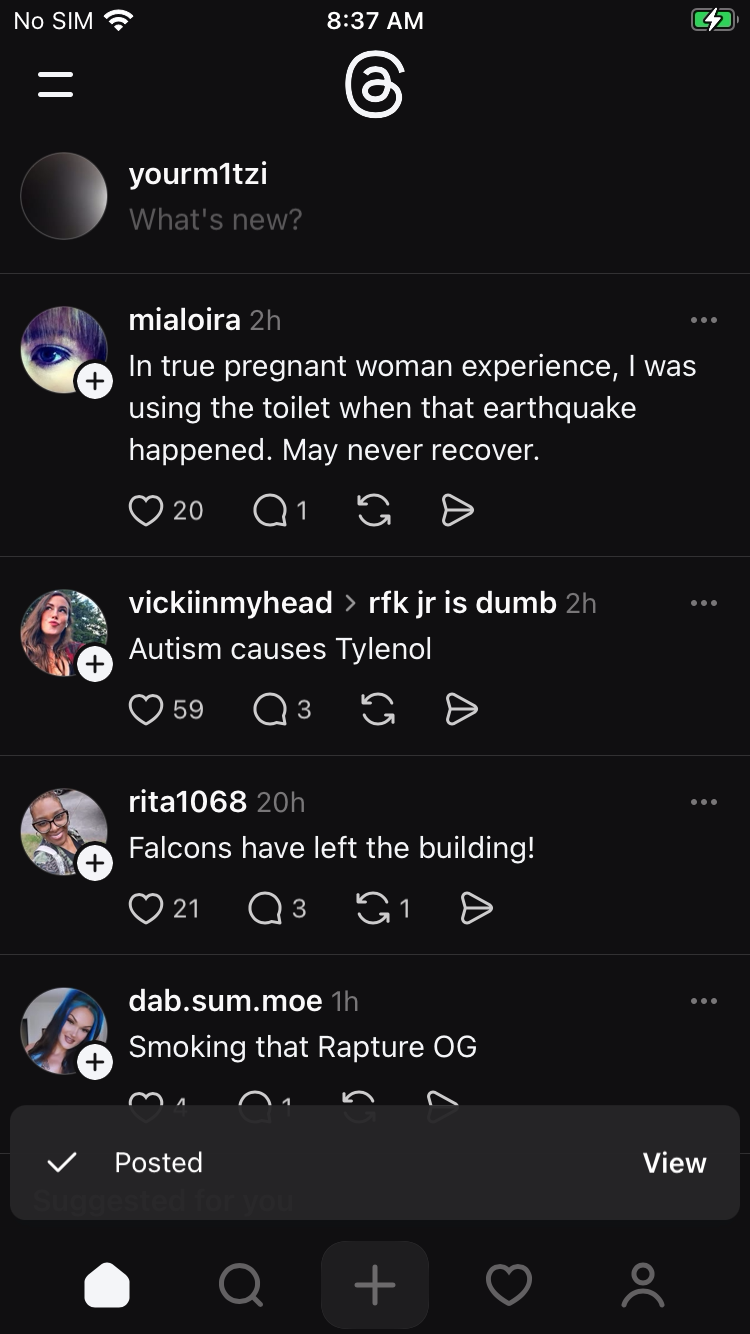 No SIM 8:37 AM
yourm1tzi
What's new?
mialoira 2h
In true pregnant woman experience, I was
using the toilet when that earthquake
happened. May never recover.
20 1
vickiinmyhead > rfk jr is dumb 2h
Autism causes Tylenol
59 3
rita1068 20h
Falcons have left the building!
21 3 1
dab.sum.moe 1h
Smoking that Rapture OG
4 1
Posted View
Suggested for you